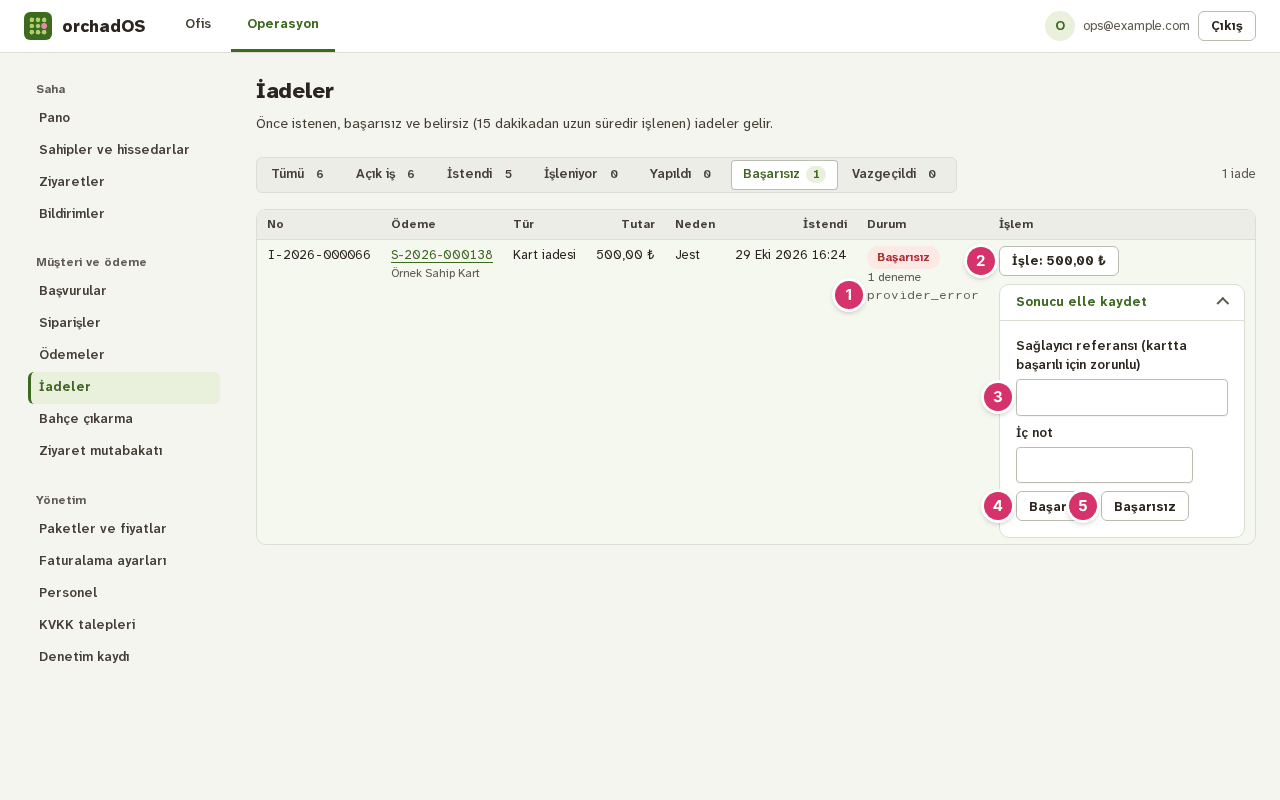 orchadOS
Ofis
Operasyon
O
ops@example.com
Çıkış
Saha
Pano
Sahipler ve hissedarlar
Ziyaretler
Bildirimler
Müşteri ve ödeme
Başvurular
Siparişler
Ödemeler
İadeler
Bahçe çıkarma
Ziyaret mutabakatı
Yönetim
Paketler ve fiyatlar
Faturalama ayarları
Personel
KVKK talepleri
Denetim kaydı
İadeler
Önce istenen, başarısız ve belirsiz (15 dakikadan uzun süredir işlenen) iadeler gelir.
Tümü 6
Açık iş 6
İstendi 5
İşleniyor 0
Yapıldı 0
Başarısız 1
Vazgeçildi 0
1 iade
No Ödeme Tür Tutar Neden İstendi Durum İşlem
I-2026-000066
S-2026-000138
Örnek Sahip Kart
Kart iadesi
500,00 ₺
Jest
29 Eki 2026 16:24
Başarısız
1 deneme
1 provider_error
2 İşle: 500,00 ₺
Sonucu elle kaydet
Sağlayıcı referansı (kartta
başarılı için zorunlu)
3
İç not
4 Başar
5 Başarısız